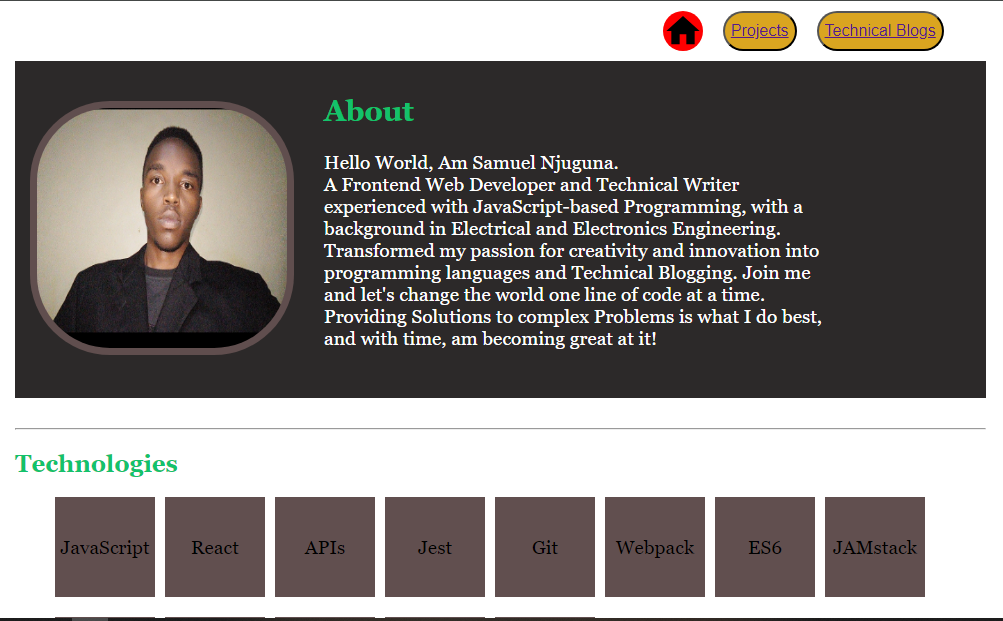 Projects
Technical Blogs
About
Hello World, Am Samuel Njuguna.
A Frontend Web Developer and Technical Writer
experienced with JavaScript-based Programming, with a
background in Electrical and Electronics Engineering.
Transformed my passion for creativity and innovation into
programming languages and Technical Blogging. Join me
and let's change the world one line of code at a time.
Providing Solutions to complex Problems is what I do best,
and with time, am becoming great at it!
Technologies
JavaScript
React
APIs
Jest
Git
Webpack
ES6
JAMstack